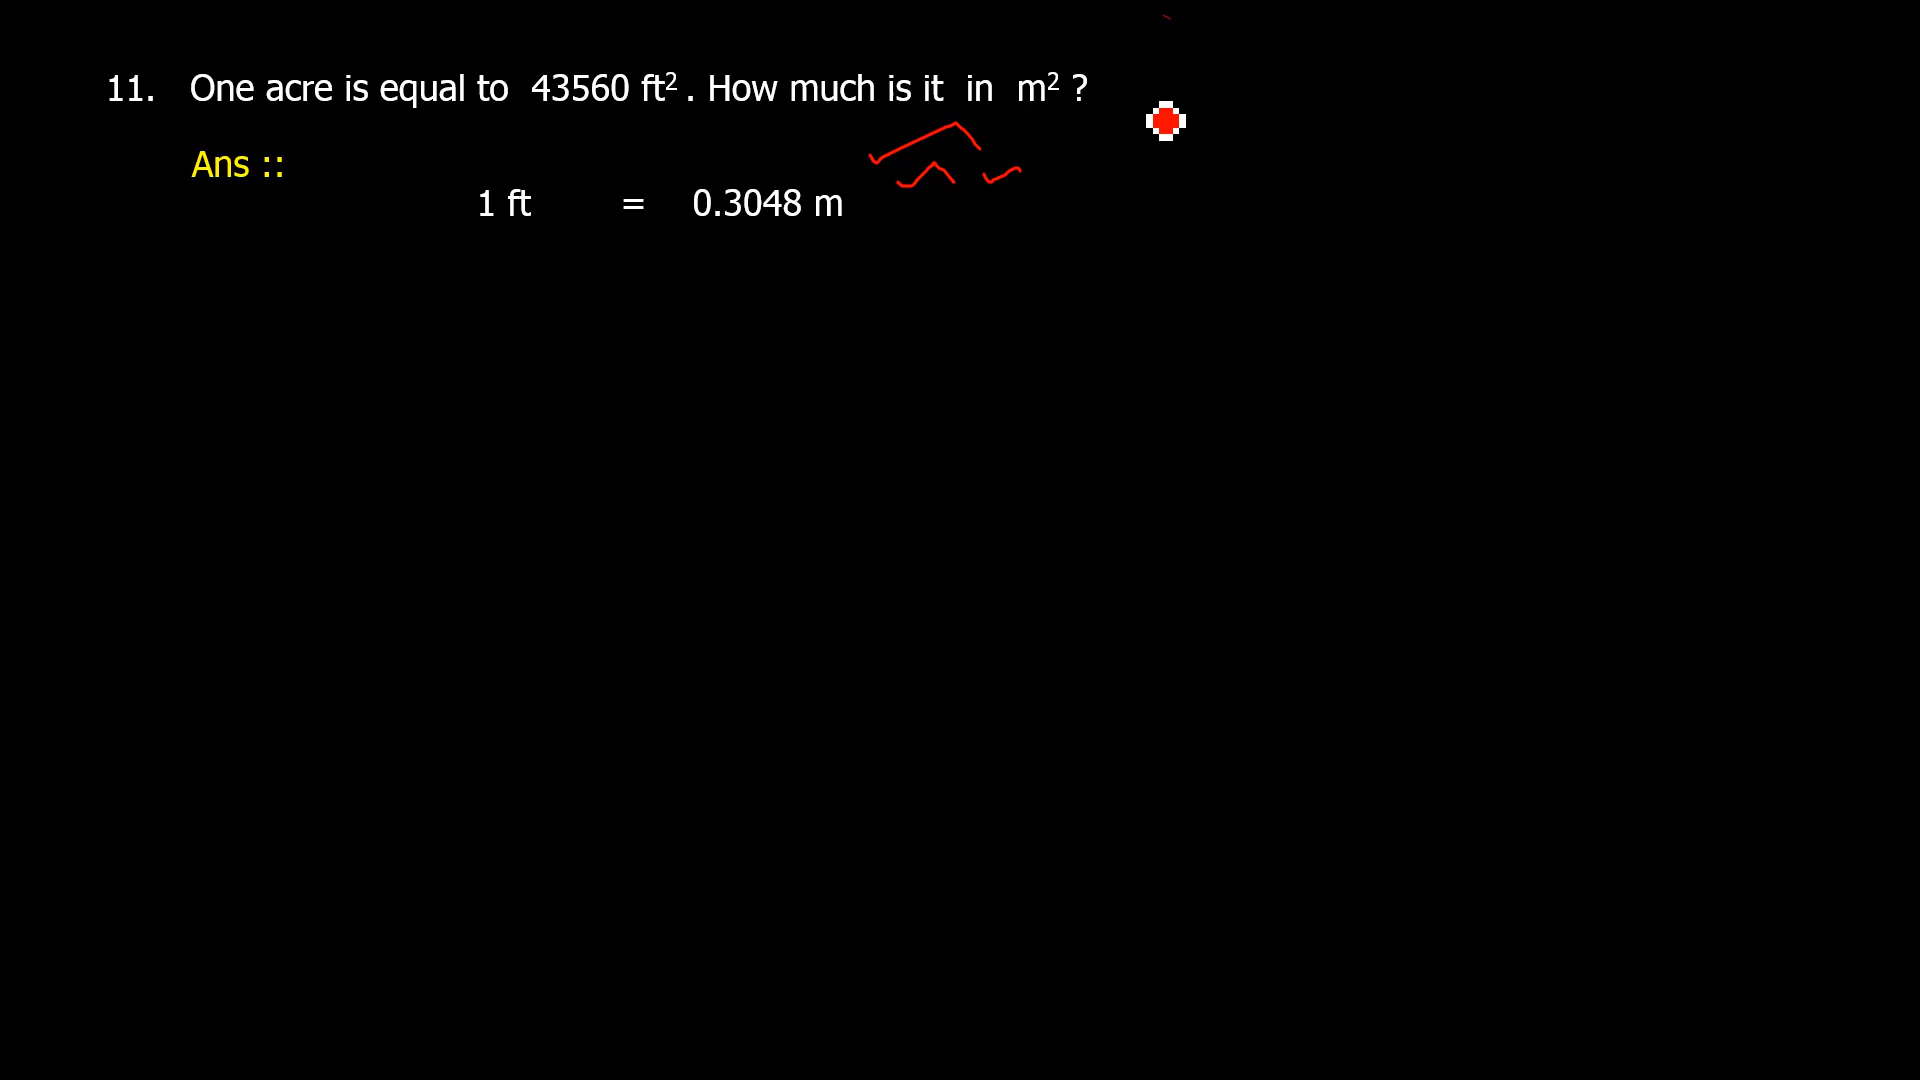 11. One acre is equal to 43560 ft² . How much is it in m² ?
Ans ::
1 ft = 0.3048 m